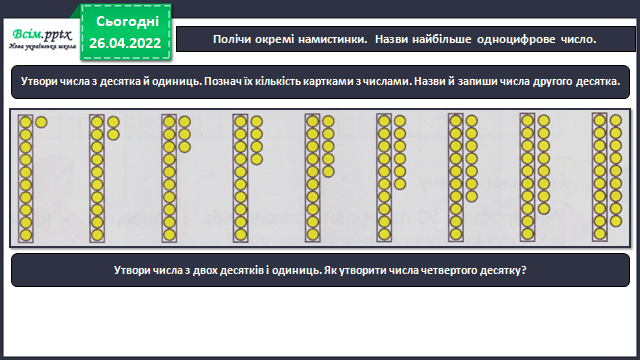 Всім.pptx
Нова українська школа
Сьогодні
26.04.2022
Полічи окремі намистинки. Назви найбільше одноцифрове число.
Утвори числа з десятка й одиниць. Познач їх кількість картками з числами. Назви й запиши числа другого десятка.
Утвори числа з двох десятків і одиниць. Як утворити числа четвертого десятку?